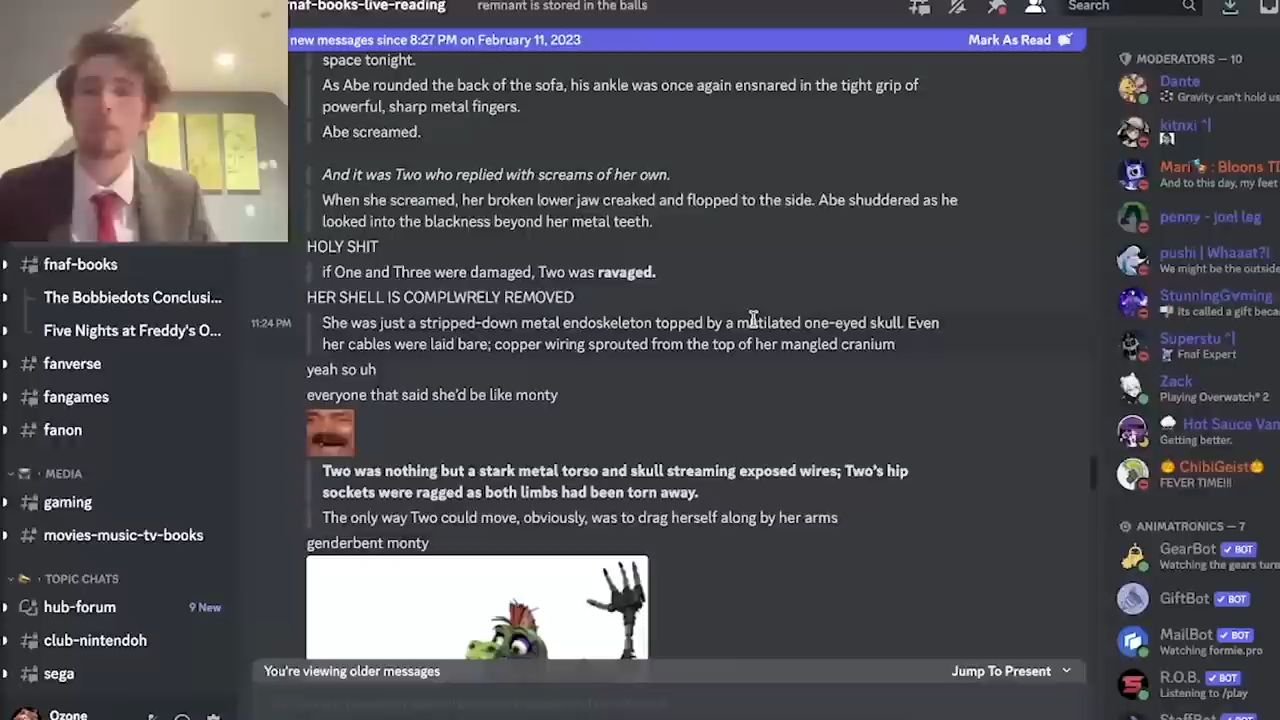 fnaf-books-live-reading
remnant is stored in the balls
Search
new messages since 8:27 PM on February 11, 2023
Mark As Read
space tonight.
As Abe rounded the back of the sofa, his ankle was once again ensnared in the tight grip of
powerful, sharp metal fingers.
Abe screamed.
And it was Two who replied with screams of her own.
When she screamed, her broken lower jaw creaked and flopped to the side. Abe shuddered as he
looked into the blackness beyond her metal teeth.
HOLY SHIT
if One and Three were damaged, Two was ravaged.
HER SHELL IS COMPLWRELY REMOVED
11:24 PM
She was just a stripped-down metal endoskeleton topped by a mutilated one-eyed skull. Even
her cables were laid bare; copper wiring sprouted from the top of her mangled cranium
yeah so uh
everyone that said she'd be like monty
Two was nothing but a stark metal torso and skull streaming exposed wires; Two's hip
sockets were ragged as both limbs had been torn away.
The only way Two could move, obviously, was to drag herself along by her arms
genderbent monty
You're viewing older messages
Jump To Present
fnaf-books
The Bobbiedots Conclusi...
Five Nights at Freddy's O...
fanverse
fangames
fanon
MEDIA
gaming
movies-music-tv-books
TOPIC CHATS
hub-forum
9 New
club-nintendoh
sega
Ozone
MODERATORS — 10
Dante
Gravity can't hold us
kitnxi ^|
Mari : Bloons TD
And to this day, my feet
penny - joel leg
pushi | Whaaat?!
We might be the outside
StunningGvming
Its called a gift beca
Superstu ^|
Fnaf Expert
Zack
Playing Overwatch 2
Hot Sauce Van
Getting better.
ChibiGeist
FEVER TIME!!!
ANIMATRONICS — 7
GearBot ✓ BOT
Watching the gears turn
GiftBot ✓ BOT
MailBot ✓ BOT
Watching formie.pro
R.O.B. ✓ BOT
Listening to /play
StaffBot